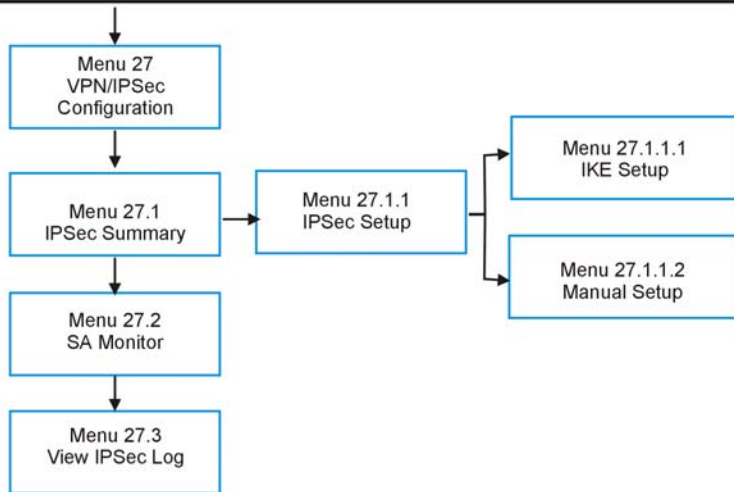 Menu 27
VPN/IPSec
Configuration
Menu 27.1
IPSec Summary
Menu 27.1.1
IPSec Setup
Menu 27.1.1.1
IKE Setup
Menu 27.1.1.2
Manual Setup
Menu 27.2
SA Monitor
Menu 27.3
View IPSec Log